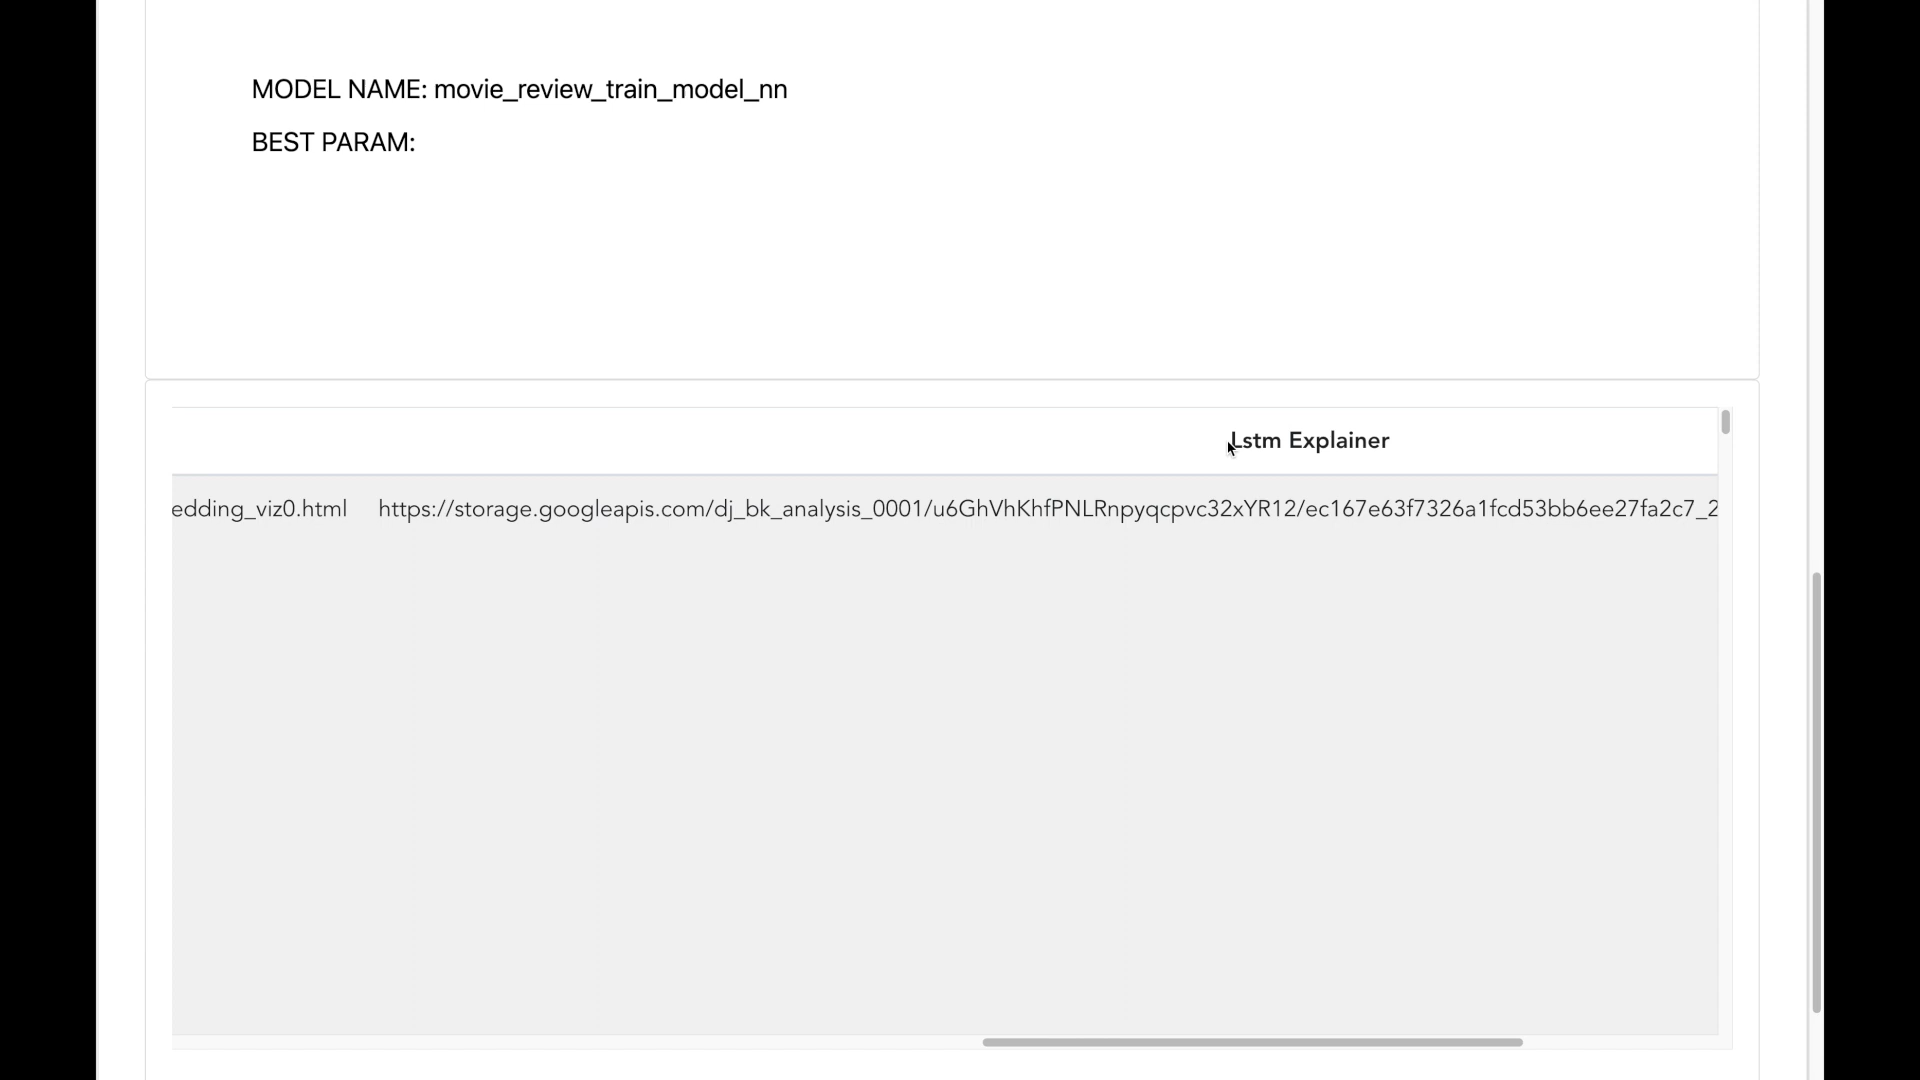 MODEL NAME: movie_review_train_model_nn
BEST PARAM:
Lstm Explainer
edding_viz0.html https://storage.googleapis.com/dj_bk_analysis_0001/u6GhVhKhfPNLRnpyqcpvc32xYR12/ec167e63f7326a1fcd53bb6ee27fa2c7_2